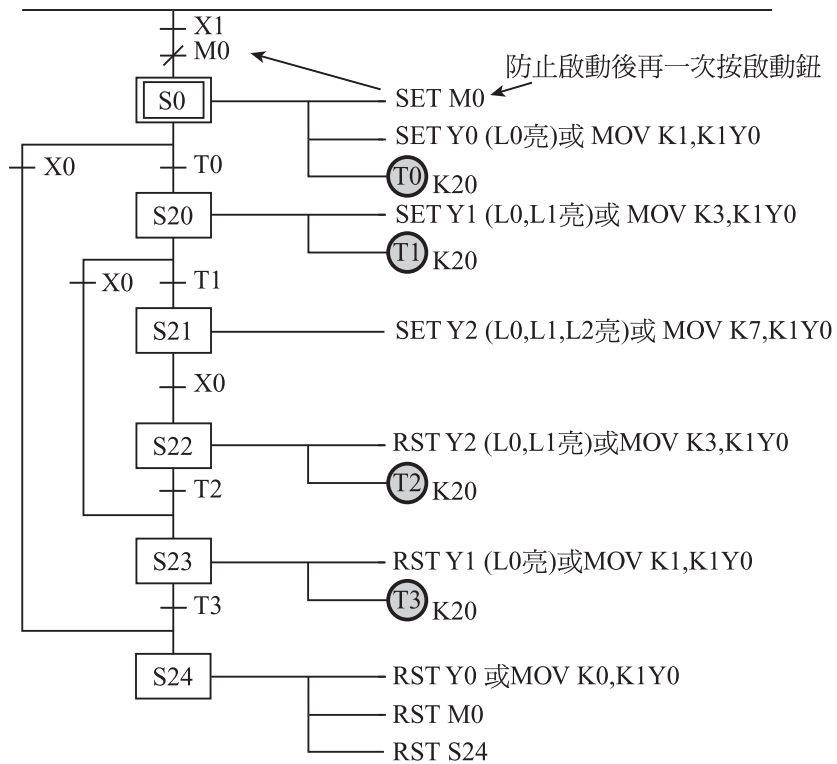 X1
M0
防止啟動後再一次按啟動鈕
S0
SET M0
SET Y0 (L0亮)或 MOV K1,K1Y0
X0
T0
T0 K20
S20
SET Y1 (L0,L1亮)或 MOV K3,K1Y0
T1 K20
X0
T1
S21
SET Y2 (L0,L1,L2亮)或 MOV K7,K1Y0
X0
S22
RST Y2 (L0,L1亮)或MOV K3,K1Y0
T2
T2 K20
S23
RST Y1 (L0亮)或MOV K1,K1Y0
T3
T3 K20
S24
RST Y0 或MOV K0,K1Y0
RST M0
RST S24